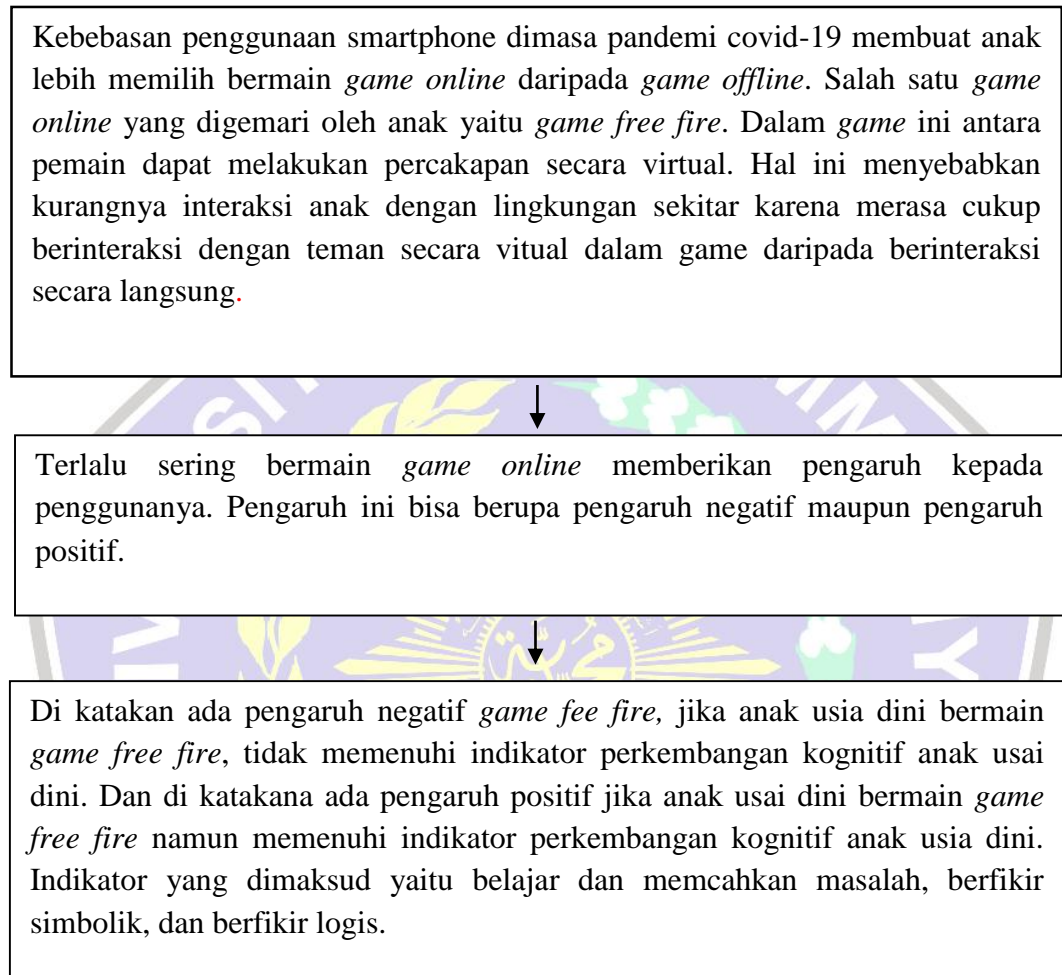 Kebebasan penggunaan smartphone dimasa pandemi covid-19 membuat anak
lebih memilih bermain game online daripada game offline. Salah satu game
online yang digemari oleh anak yaitu game free fire. Dalam game ini antara
pemain dapat melakukan percakapan secara virtual. Hal ini menyebabkan
kurangnya interaksi anak dengan lingkungan sekitar karena merasa cukup
berinteraksi dengan teman secara vitual dalam game daripada berinteraksi
secara langsung.
Terlalu sering bermain game online memberikan pengaruh kepada
penggunanya. Pengaruh ini bisa berupa pengaruh negatif maupun pengaruh
positif.
Di katakan ada pengaruh negatif game fee fire, jika anak usia dini bermain
game free fire, tidak memenuhi indikator perkembangan kognitif anak usai
dini. Dan di katakana ada pengaruh positif jika anak usai dini bermain game
free fire namun memenuhi indikator perkembangan kognitif anak usia dini.
Indikator yang dimaksud yaitu belajar dan memcahkan masalah, berfikir
simbolik, dan berfikir logis.